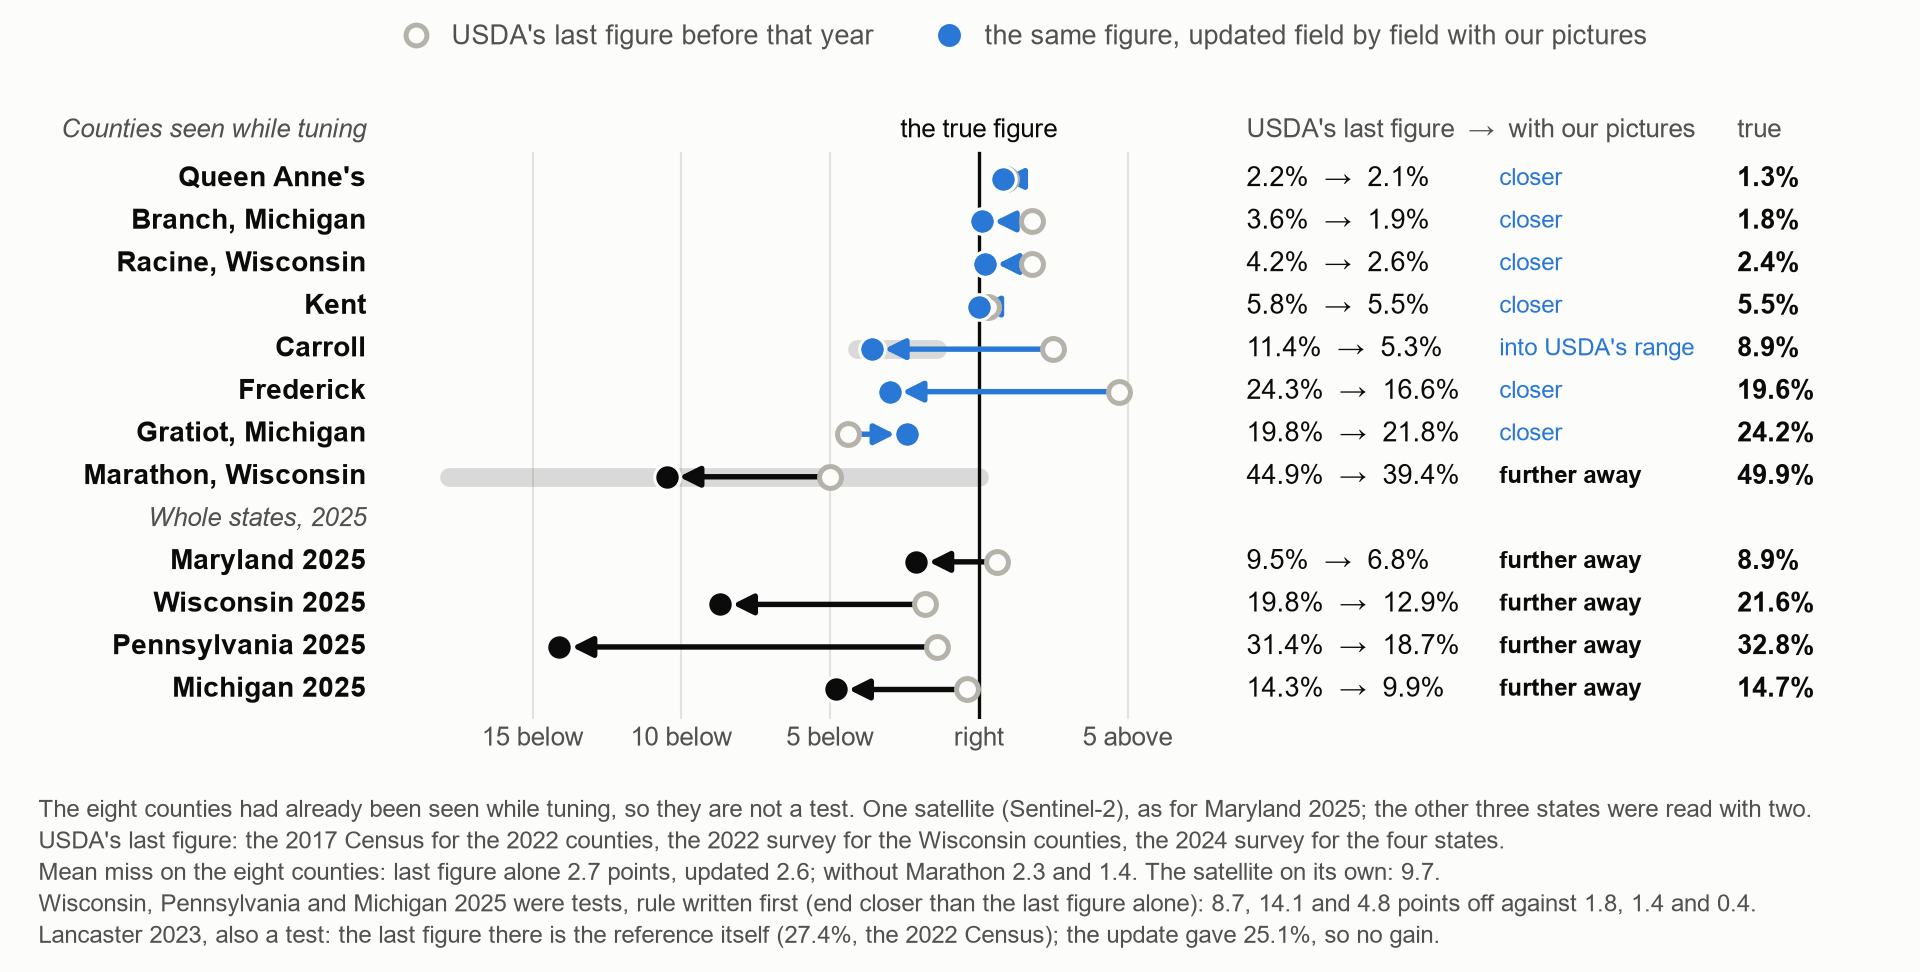 USDA's last figure before that year the same figure, updated field by field with our pictures
Counties seen while tuning the true figure USDA's last figure → with our pictures true
Queen Anne's 2.2% → 2.1% closer 1.3%
Branch, Michigan 3.6% → 1.9% closer 1.8%
Racine, Wisconsin 4.2% → 2.6% closer 2.4%
Kent 5.8% → 5.5% closer 5.5%
Carroll 11.4% → 5.3% into USDA's range 8.9%
Frederick 24.3% → 16.6% closer 19.6%
Gratiot, Michigan 19.8% → 21.8% closer 24.2%
Marathon, Wisconsin 44.9% → 39.4% further away 49.9%
Whole states, 2025
Maryland 2025 9.5% → 6.8% further away 8.9%
Wisconsin 2025 19.8% → 12.9% further away 21.6%
Pennsylvania 2025 31.4% → 18.7% further away 32.8%
Michigan 2025 14.3% → 9.9% further away 14.7%
15 below 10 below 5 below right 5 above
The eight counties had already been seen while tuning, so they are not a test. One satellite (Sentinel-2), as for Maryland 2025; the other three states were read with two.
USDA's last figure: the 2017 Census for the 2022 counties, the 2022 survey for the Wisconsin counties, the 2024 survey for the four states.
Mean miss on the eight counties: last figure alone 2.7 points, updated 2.6; without Marathon 2.3 and 1.4. The satellite on its own: 9.7.
Wisconsin, Pennsylvania and Michigan 2025 were tests, rule written first (end closer than the last figure alone): 8.7, 14.1 and 4.8 points off against 1.8, 1.4 and 0.4.
Lancaster 2023, also a test: the last figure there is the reference itself (27.4%, the 2022 Census); the update gave 25.1%, so no gain.